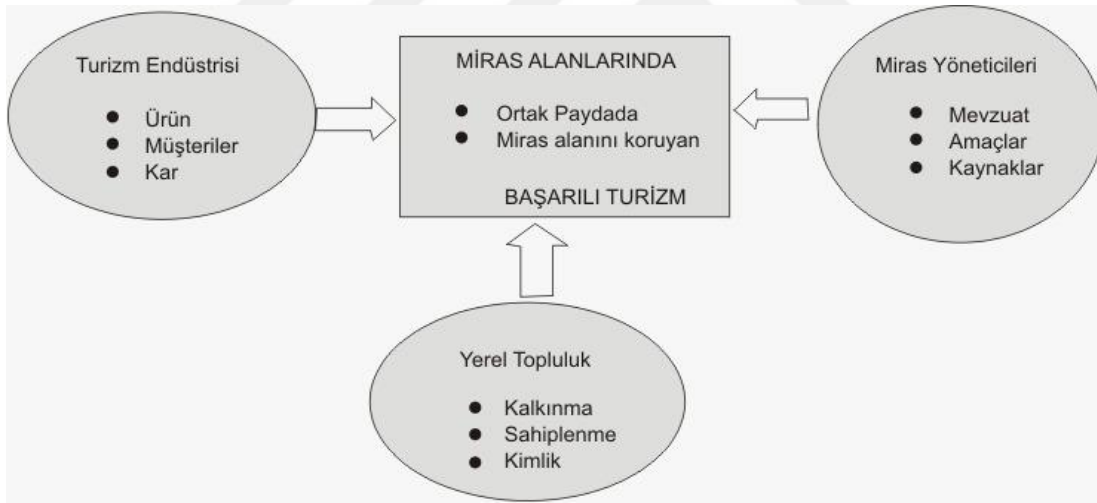 Turizm Endüstrisi
● Ürün
● Müşteriler
● Kar
MİRAS ALANLARINDA
● Ortak Paydada
● Miras alanını koruyan
BAŞARILI TURİZM
Miras Yöneticileri
● Mevzuat
● Amaçlar
● Kaynaklar
Yerel Topluluk
● Kalkınma
● Sahiplenme
● Kimlik